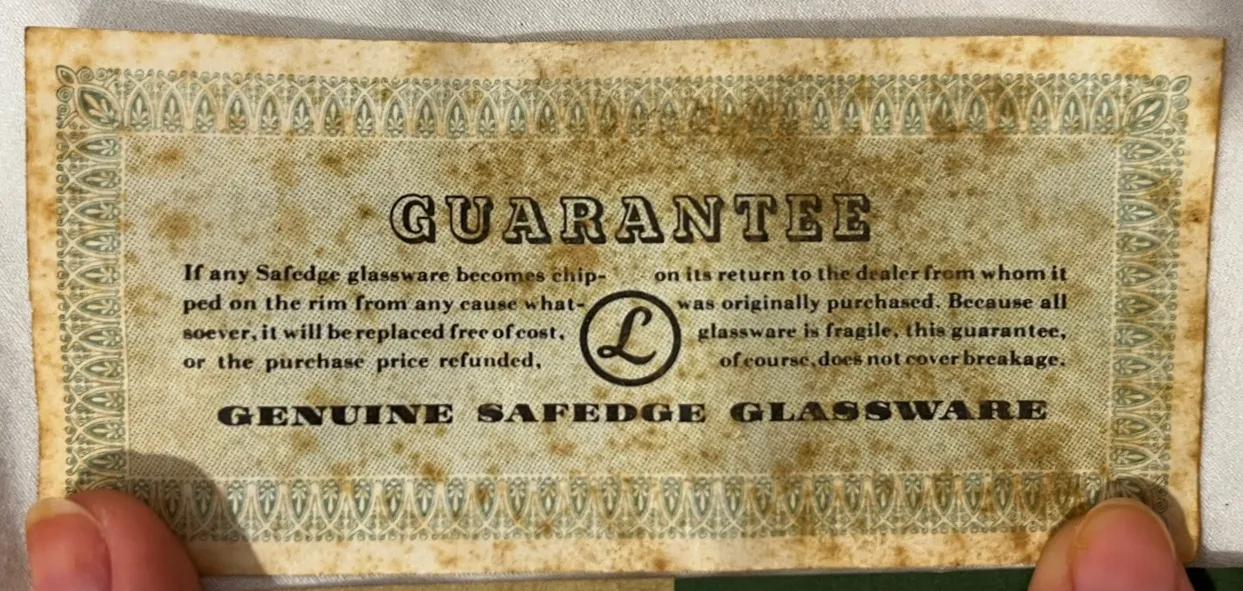 GUARANTEE
If any Safedge glassware becomes chip-
ped on the rim from any cause what-
soever, it will be replaced free of cost,
or the purchase price refunded,
L
on its return to the dealer from whom it
was originally purchased. Because all
glassware is fragile, this guarantee,
of course, does not cover breakage.
GENUINE SAFEDGE GLASSWARE